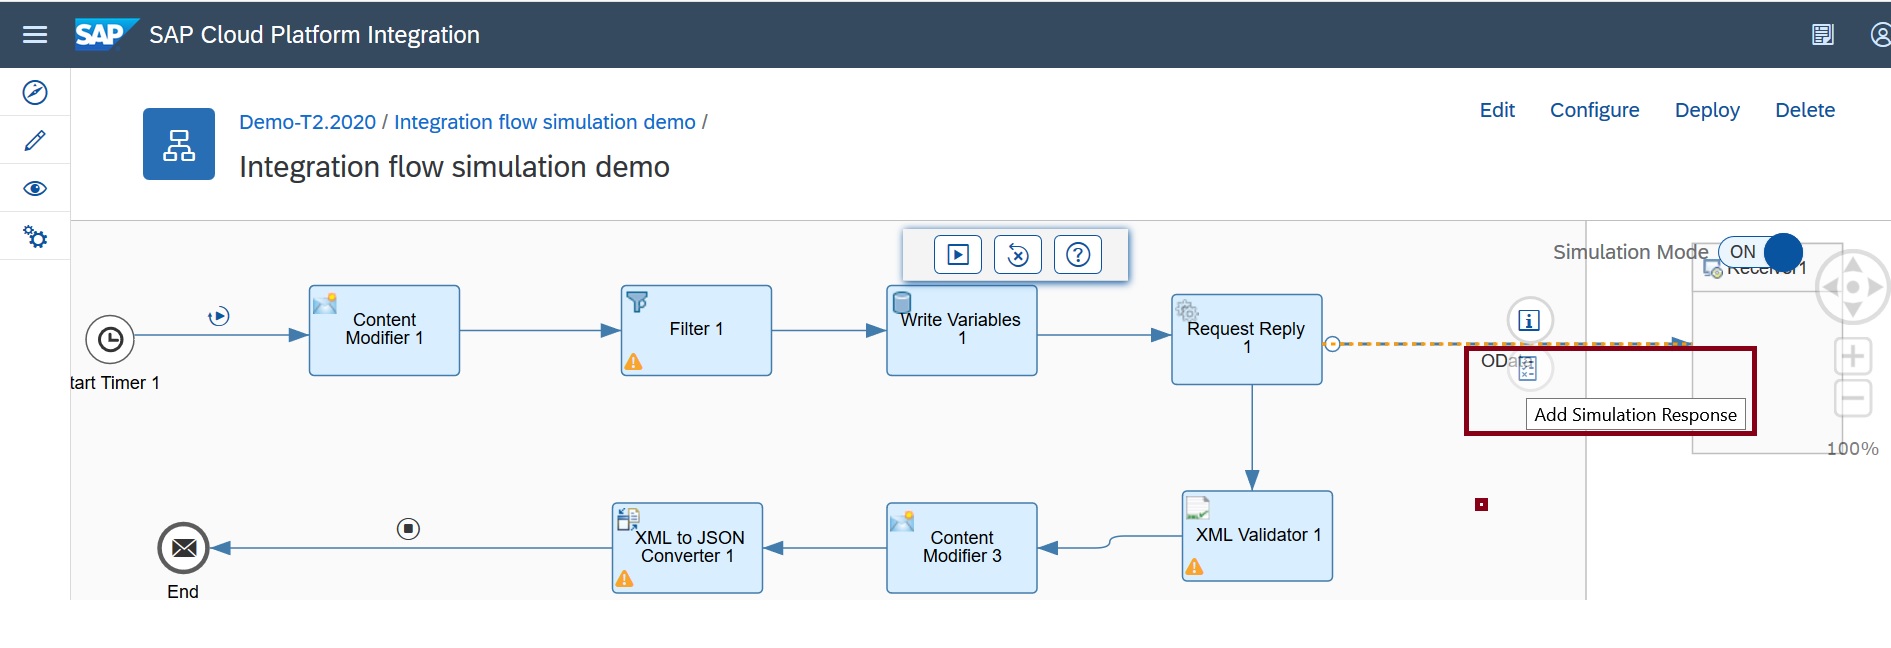 SAP SAP Cloud Platform Integration
Edit Configure Deploy Delete
Demo-T2.2020 / Integration flow simulation demo /
Integration flow simulation demo
Simulation Mode ON
Receiver1
Content
Modifier 1
Filter 1
Write Variables
1
Request Reply
1
tart Timer 1
OData
Add Simulation Response
100%
XML to JSON
Converter 1
Content
Modifier 3
XML Validator 1
End